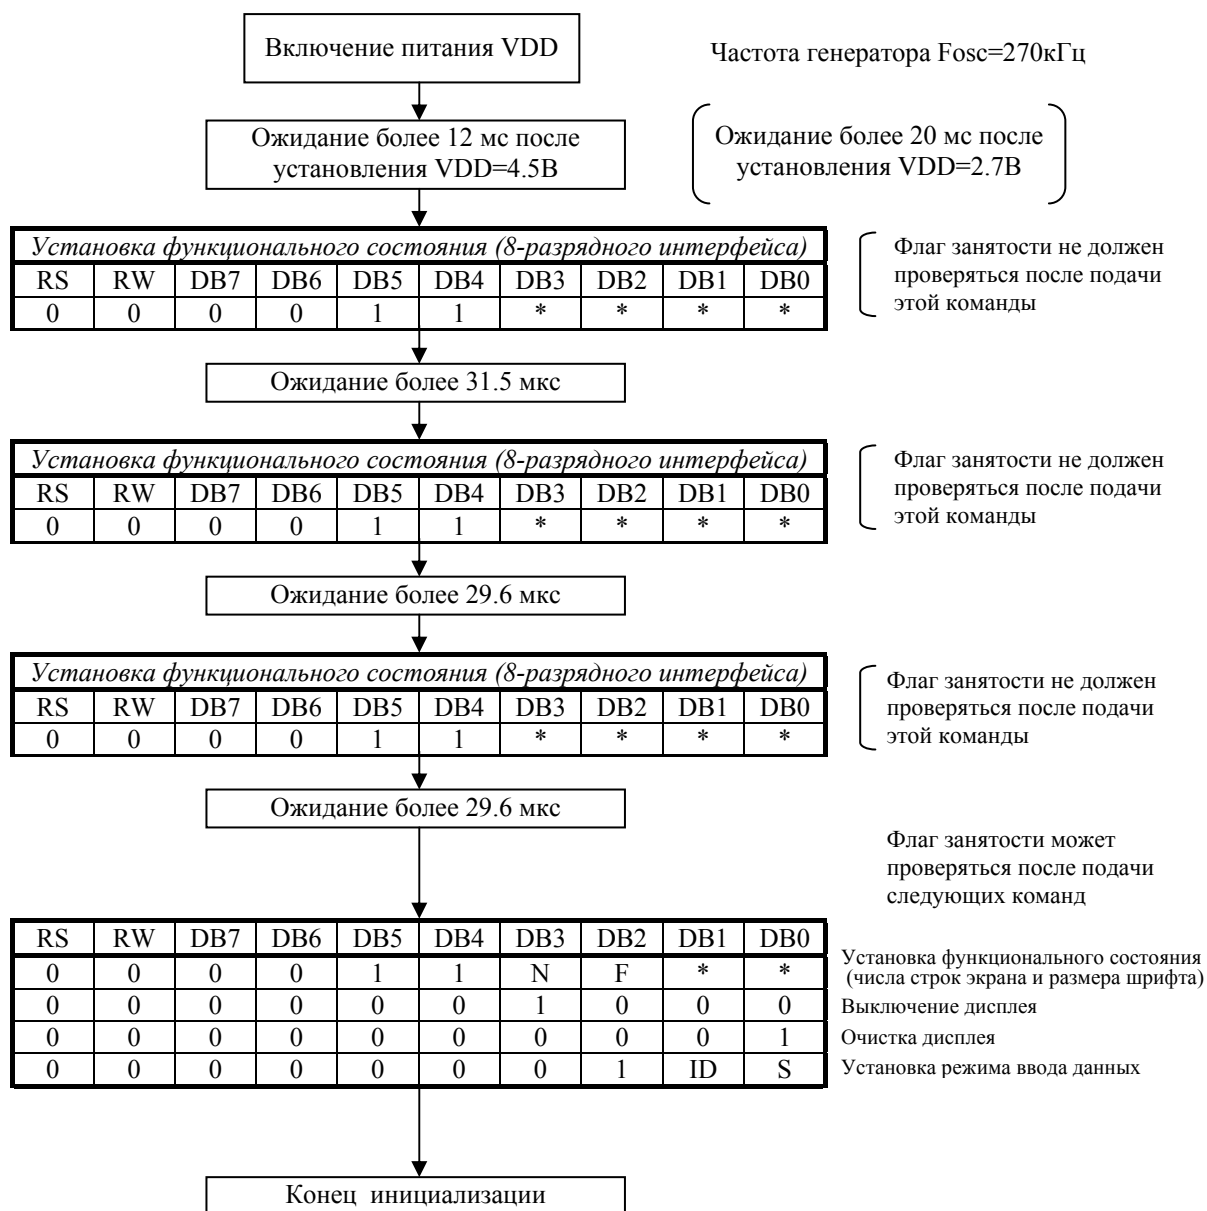 Включение питания VDD
Частота генератора Fosc=270кГц
Ожидание более 12 мс после
установления VDD=4.5В
Ожидание более 20 мс после
установления VDD=2.7В
Установка функционального состояния (8-разрядного интерфейса)
RS RW DB7 DB6 DB5 DB4 DB3 DB2 DB1 DB0
0 0 0 0 1 1 * * * *
Флаг занятости не должен
проверяться после подачи
этой команды
Ожидание более 31.5 мкс
Установка функционального состояния (8-разрядного интерфейса)
RS RW DB7 DB6 DB5 DB4 DB3 DB2 DB1 DB0
0 0 0 0 1 1 * * * *
Флаг занятости не должен
проверяться после подачи
этой команды
Ожидание более 29.6 мкс
Установка функционального состояния (8-разрядного интерфейса)
RS RW DB7 DB6 DB5 DB4 DB3 DB2 DB1 DB0
0 0 0 0 1 1 * * * *
Флаг занятости не должен
проверяться после подачи
этой команды
Ожидание более 29.6 мкс
Флаг занятости может
проверяться после подачи
следующих команд
RS RW DB7 DB6 DB5 DB4 DB3 DB2 DB1 DB0
0 0 0 0 1 1 N F * *
Установка функционального состояния
(числа строк экрана и размера шрифта)
0 0 0 0 0 0 1 0 0 0
Выключение дисплея
0 0 0 0 0 0 0 0 0 1
Очистка дисплея
0 0 0 0 0 0 0 1 ID S
Установка режима ввода данных
Конец инициализации